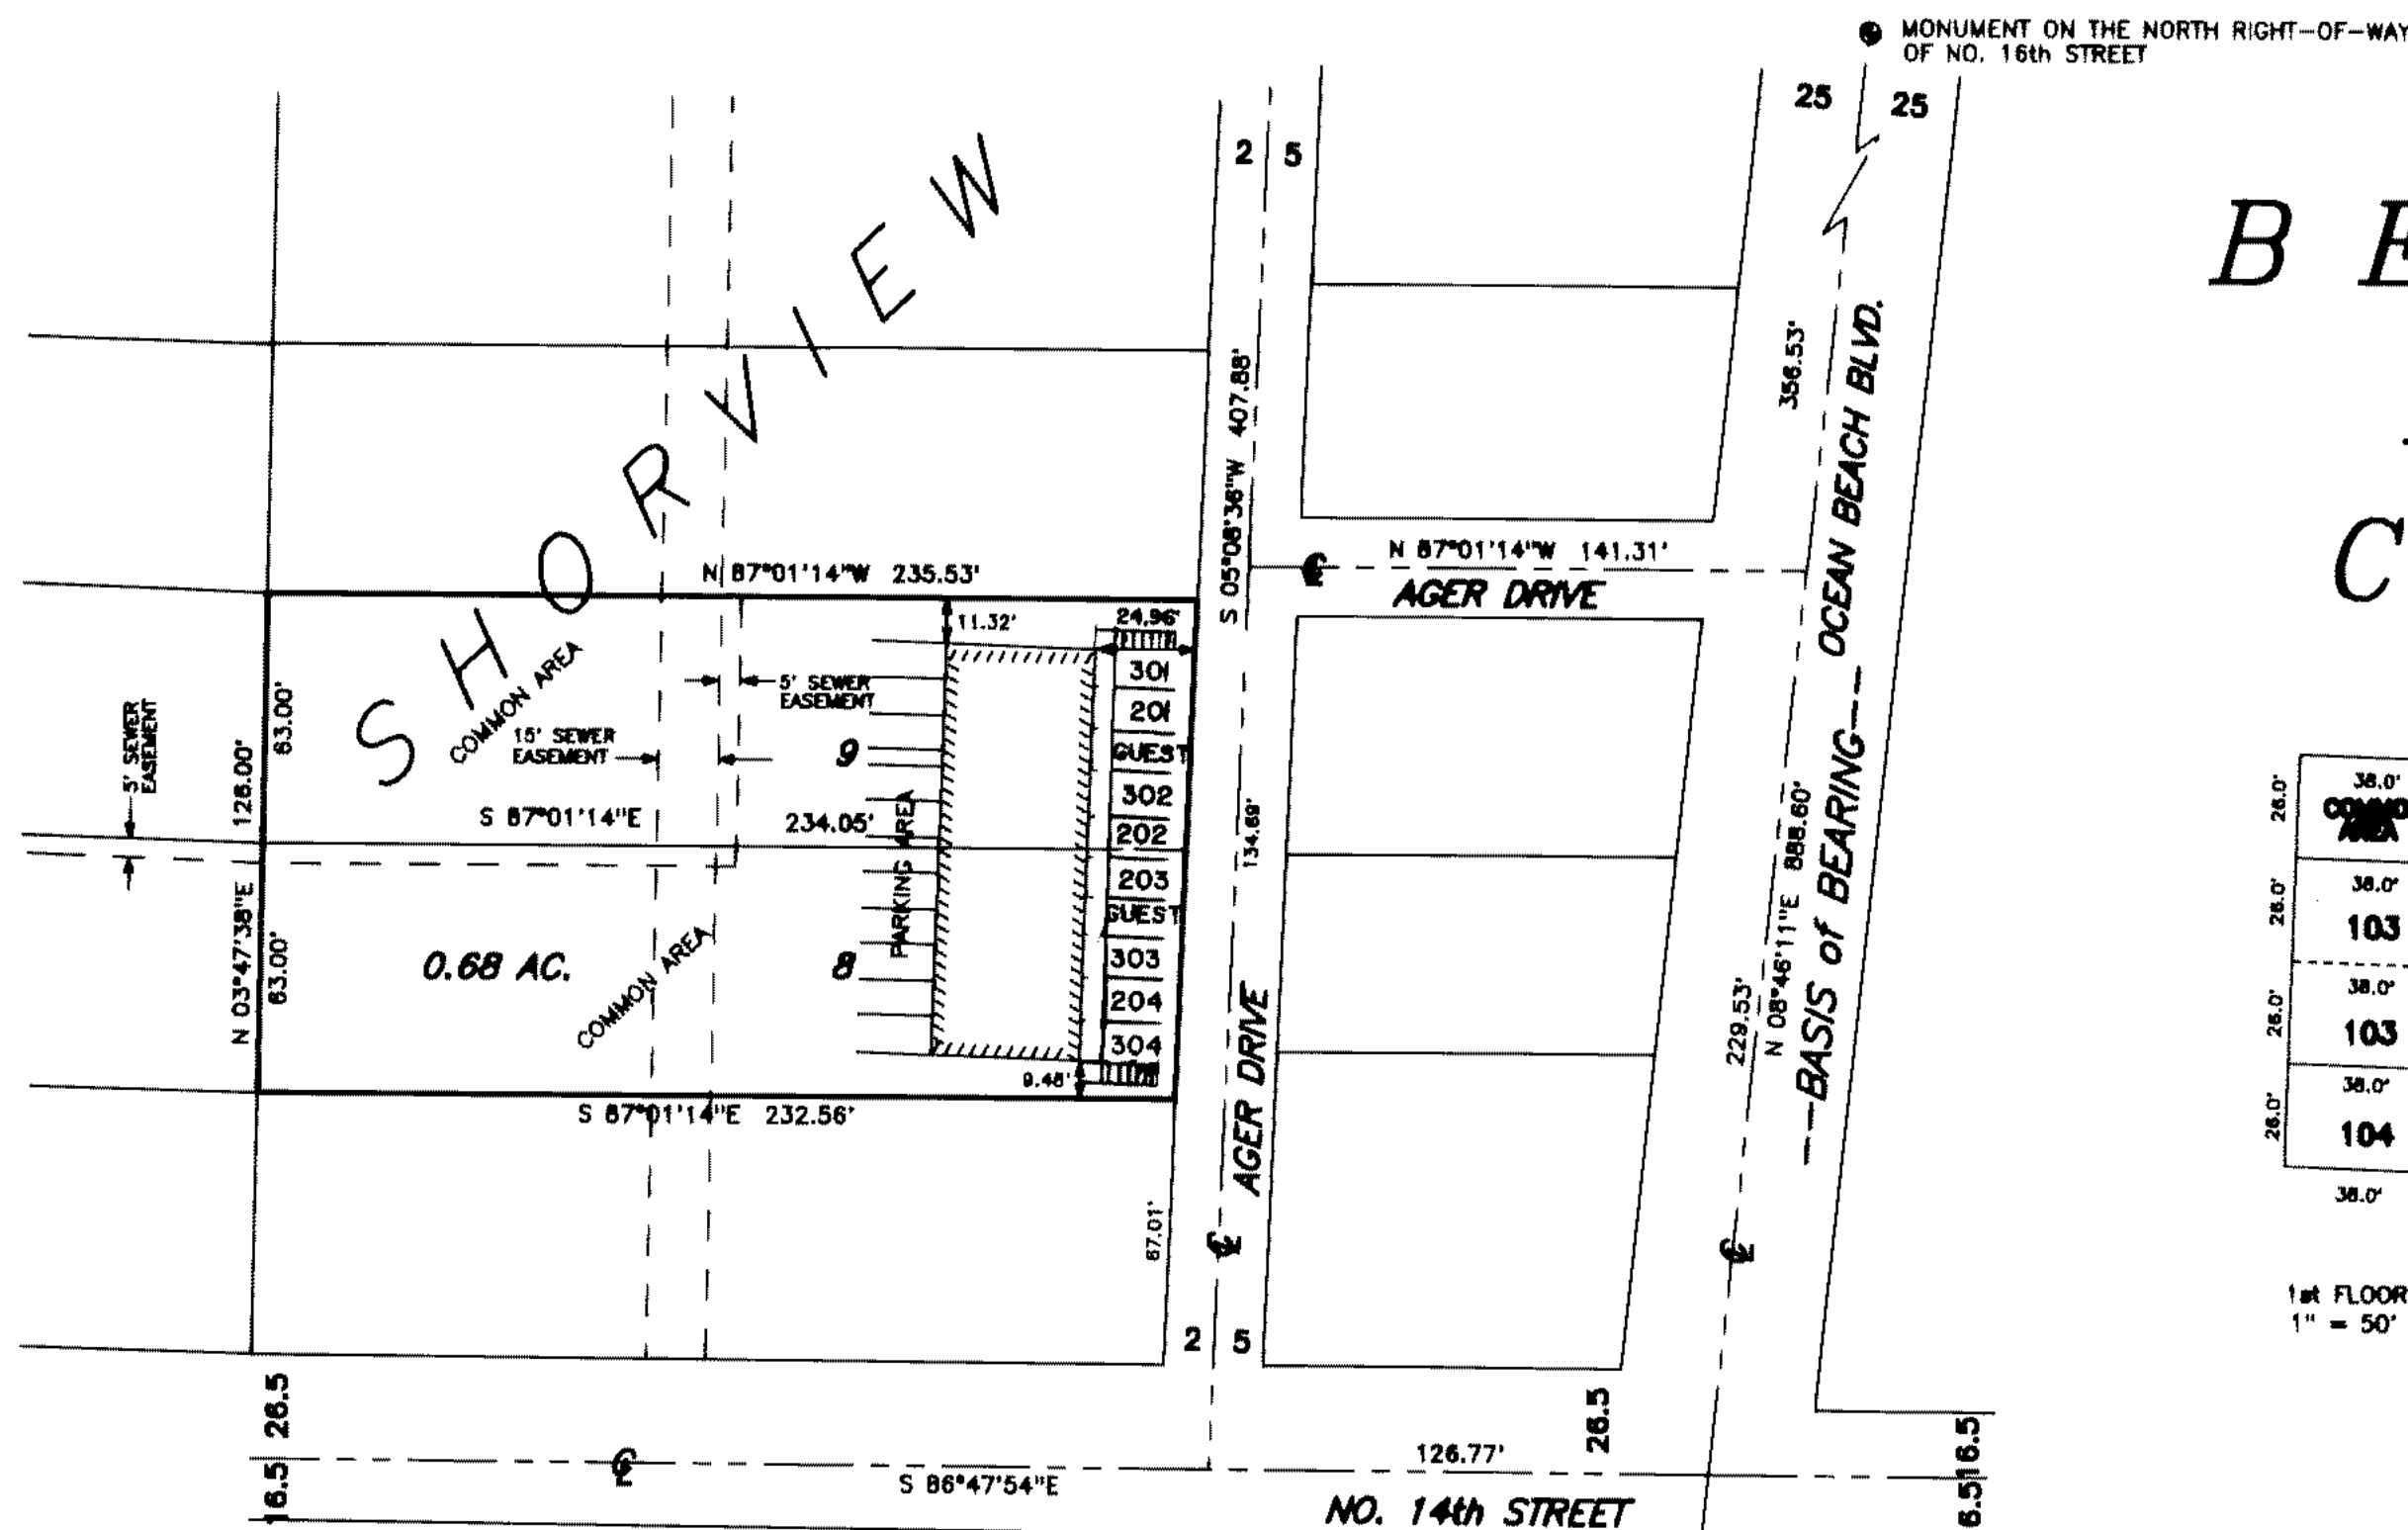 MONUMENT ON THE NORTH RIGHT-OF-WAY
OF NO. 16th STREET
25
25
2 5
B
C
SHORVIEW
S 05°08'36"W 407.88'
356.53'
N 87°01'14"W 141.31'
AGER DRIVE
OCEAN BEACH BLVD.
—BASIS of BEARING—
N 08°46'11"E 888.60'
229.53'
N 87°01'14"W 235.53'
11.32'
24.96'
COMMON AREA
5' SEWER
EASEMENT
15' SEWER
EASEMENT
5' SEWER
EASEMENT
63.00'
N 03°47'38"E 126.00'
63.00'
9
S 87°01'14"E 234.05'
PARKING AREA
8
0.68 AC.
COMMON AREA
301
201
GUEST
302
202
203
GUEST
303
204
304
9.48'
134.69'
AGER DRIVE
S 87°01'14"E 232.56'
67.01'
2 5
26.5
16.5
S 86°47'54"E
126.77'
26.5
16.5
6.5
NO. 14th STREET
26.0'
38.0'
AREA
26.0'
38.0'
103
26.0'
38.0'
103
26.0'
38.0'
104
38.0'
1st FLOOR
1" = 50'